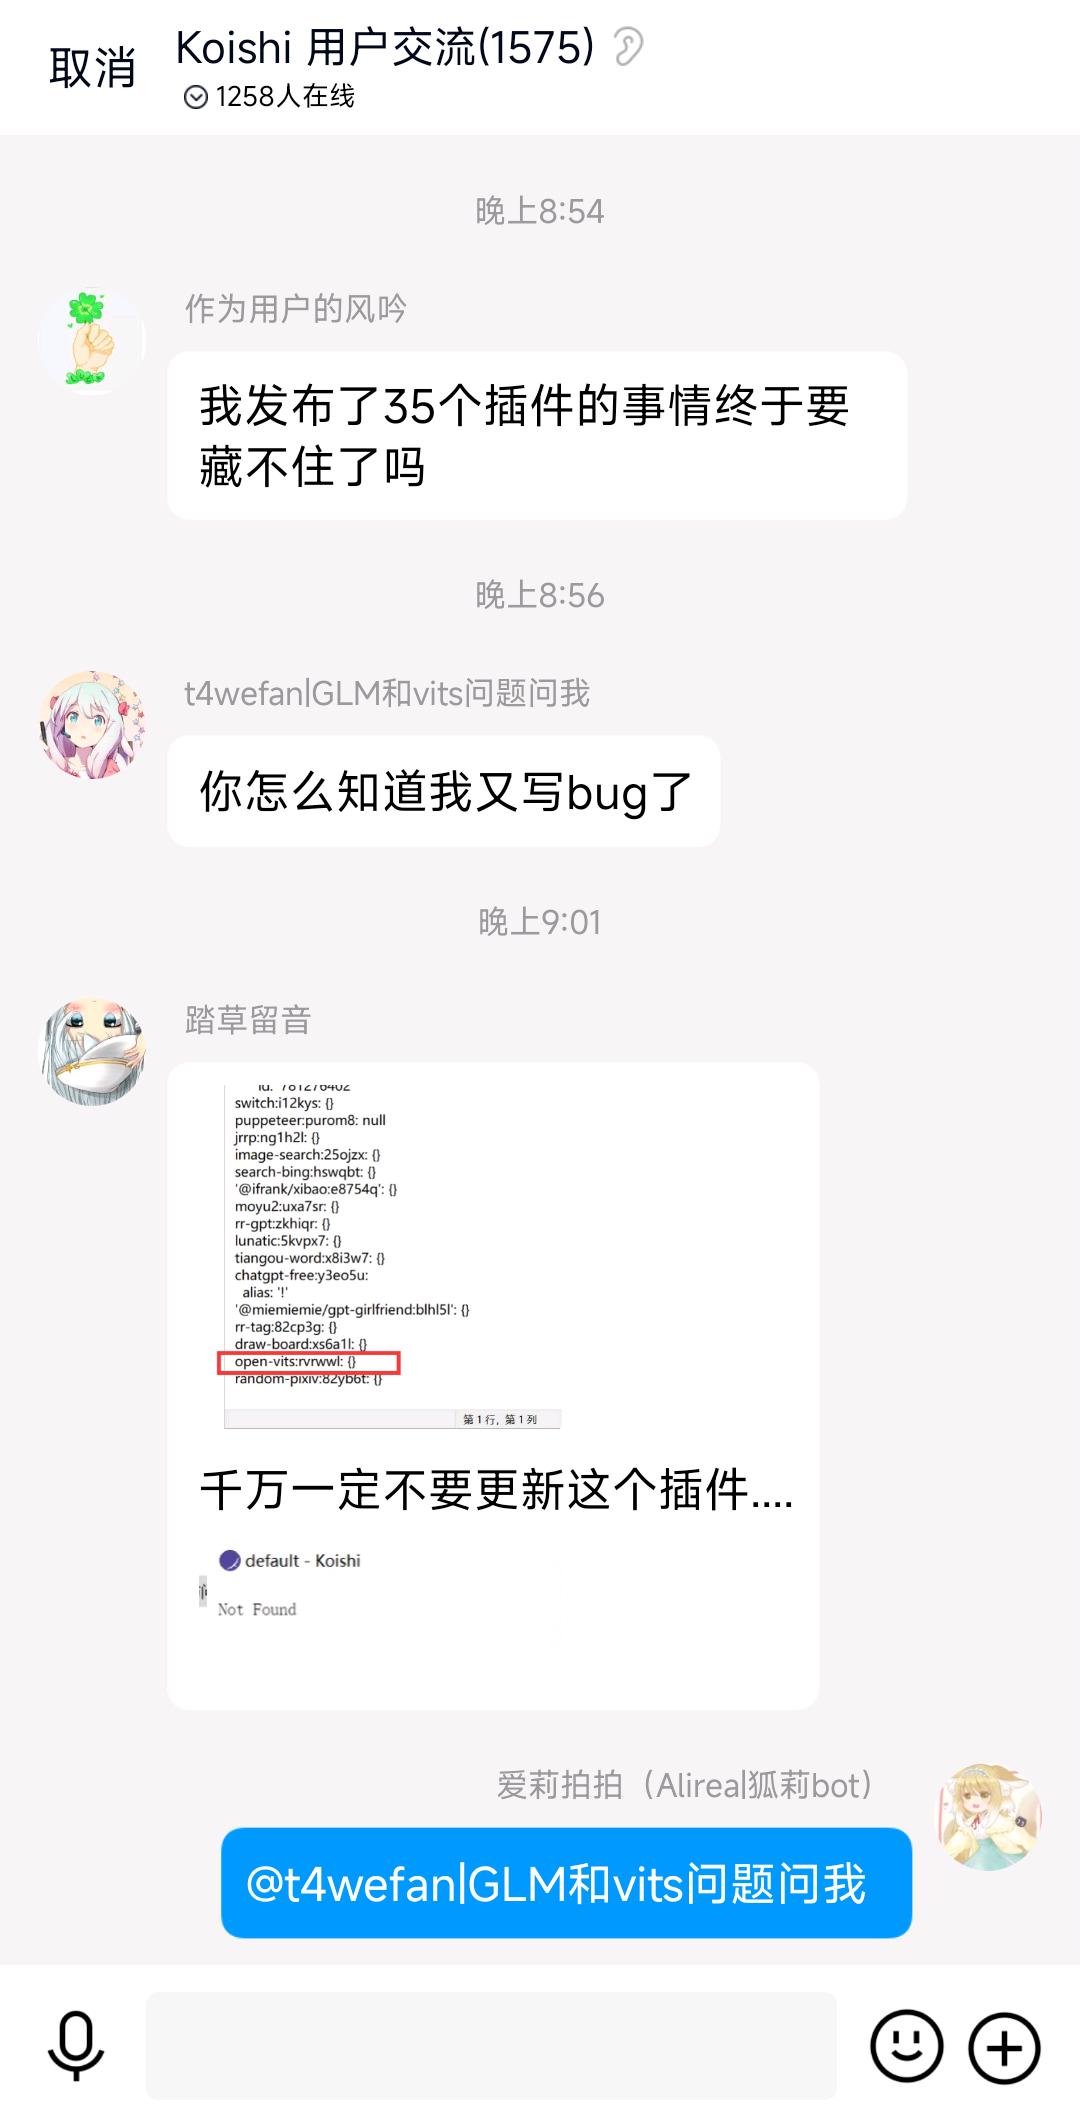 取消
Koishi 用户交流(1575)
1258人在线
晚上8:54
作为用户的风吟
我发布了35个插件的事情终于要
藏不住了吗
晚上8:56
t4wefan|GLM和vits问题问我
你怎么知道我又写bug了
晚上9:01
踏草留音
id: '781276402'
switch:i12kys: {}
puppeteer:purom8: null
jrrp:ng1h2l: {}
image-search:25ojzx: {}
search-bing:hswqbt: {}
'@ifrank/xibao:e8754q': {}
moyu2:uxa7sr: {}
rr-gpt:zkhiqr: {}
lunatic:5kvpx7: {}
tiangou-word:x8i3w7: {}
chatgpt-free:y3eo5u:
alias: '!'
'@miemiemie/gpt-girlfriend:blhl5l': {}
rr-tag:82cp3g: {}
draw-board:xs6a1l: {}
open-vits:rvrwwl: {}
random-pixiv:82yb6t: {}
第 1 行，第 1 列
千万一定不要更新这个插件....
default - Koishi
Not Found
爱莉拍拍（Alirea|狐莉bot）
@t4wefan|GLM和vits问题问我